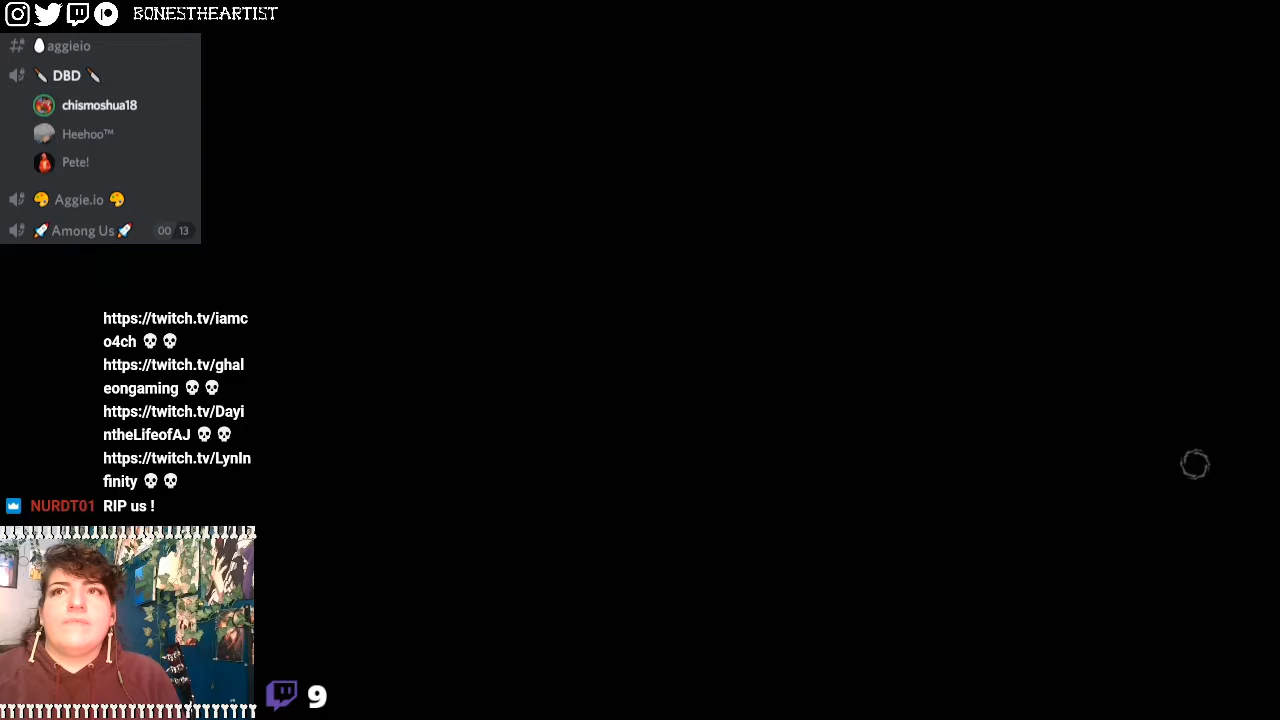 BONESTHEARTIST
aggieio
DBD
chismoshua18
Heehoo™
Pete!
Aggie.io
Among Us 00 13
https://twitch.tv/iamc
o4ch 💀 💀
https://twitch.tv/ghal
eongaming 💀 💀
https://twitch.tv/Dayi
ntheLifeofAJ 💀 💀
https://twitch.tv/LynIn
finity 💀 💀
NURDT01 RIP us !
9